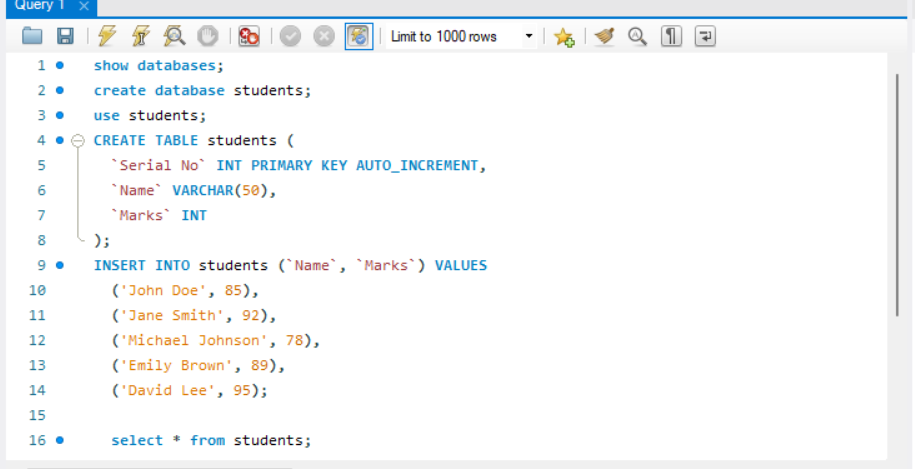 Query 1
Limit to 1000 rows
1 show databases;
2 create database students;
3 use students;
4 CREATE TABLE students (
5 `Serial No` INT PRIMARY KEY AUTO_INCREMENT,
6 `Name` VARCHAR(50),
7 `Marks` INT
8 );
9 INSERT INTO students (`Name`, `Marks`) VALUES
10 ('John Doe', 85),
11 ('Jane Smith', 92),
12 ('Michael Johnson', 78),
13 ('Emily Brown', 89),
14 ('David Lee', 95);
15
16 select * from students;